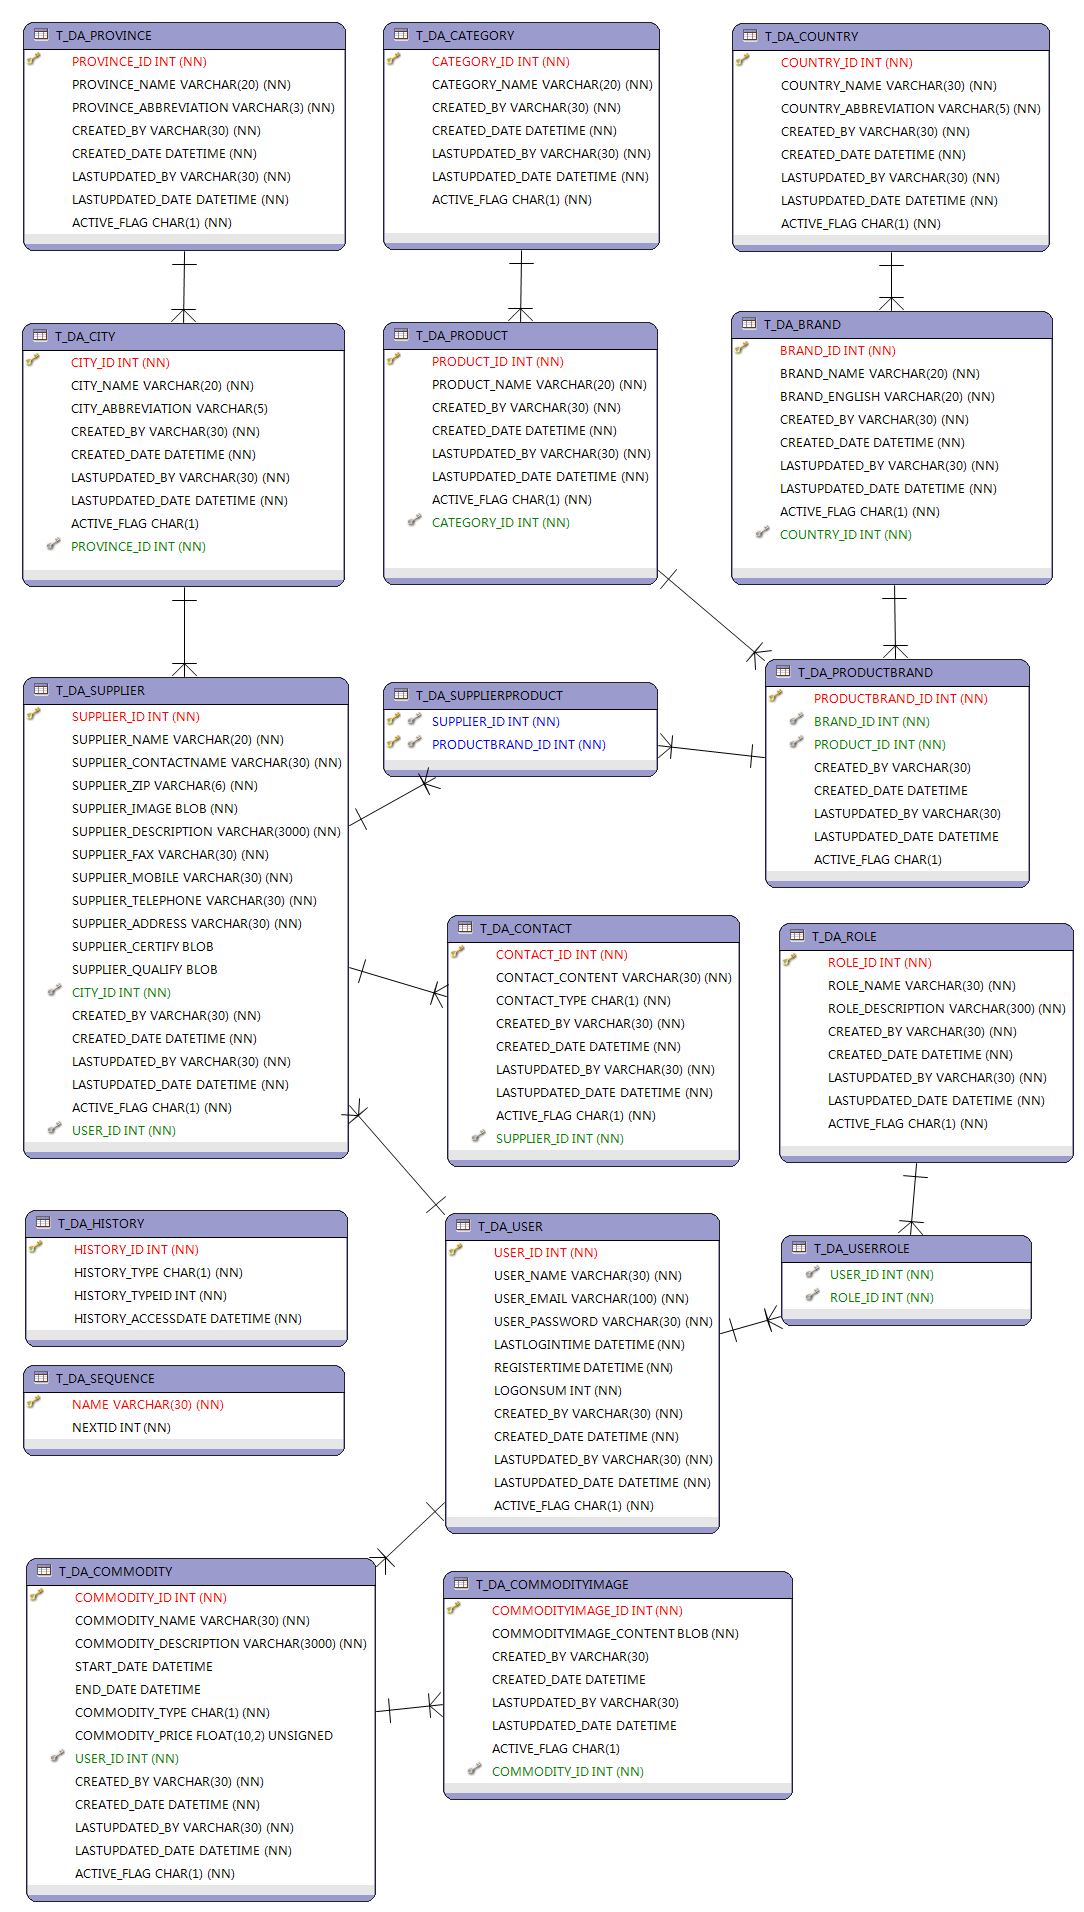 T_DA_PROVINCE
PROVINCE_ID INT (NN)
PROVINCE_NAME VARCHAR(20) (NN)
PROVINCE_ABBREVIATION VARCHAR(3) (NN)
CREATED_BY VARCHAR(30) (NN)
CREATED_DATE DATETIME (NN)
LASTUPDATED_BY VARCHAR(30) (NN)
LASTUPDATED_DATE DATETIME (NN)
ACTIVE_FLAG CHAR(1) (NN)
T_DA_CATEGORY
CATEGORY_ID INT (NN)
CATEGORY_NAME VARCHAR(20) (NN)
CREATED_BY VARCHAR(30) (NN)
CREATED_DATE DATETIME (NN)
LASTUPDATED_BY VARCHAR(30) (NN)
LASTUPDATED_DATE DATETIME (NN)
ACTIVE_FLAG CHAR(1) (NN)
T_DA_COUNTRY
COUNTRY_ID INT (NN)
COUNTRY_NAME VARCHAR(30) (NN)
COUNTRY_ABBREVIATION VARCHAR(5) (NN)
CREATED_BY VARCHAR(30) (NN)
CREATED_DATE DATETIME (NN)
LASTUPDATED_BY VARCHAR(30) (NN)
LASTUPDATED_DATE DATETIME (NN)
ACTIVE_FLAG CHAR(1) (NN)
T_DA_CITY
CITY_ID INT (NN)
CITY_NAME VARCHAR(20) (NN)
CITY_ABBREVIATION VARCHAR(5)
CREATED_BY VARCHAR(30) (NN)
CREATED_DATE DATETIME (NN)
LASTUPDATED_BY VARCHAR(30) (NN)
LASTUPDATED_DATE DATETIME (NN)
ACTIVE_FLAG CHAR(1)
PROVINCE_ID INT (NN)
T_DA_PRODUCT
PRODUCT_ID INT (NN)
PRODUCT_NAME VARCHAR(20) (NN)
CREATED_BY VARCHAR(30) (NN)
CREATED_DATE DATETIME (NN)
LASTUPDATED_BY VARCHAR(30) (NN)
LASTUPDATED_DATE DATETIME (NN)
ACTIVE_FLAG CHAR(1) (NN)
CATEGORY_ID INT (NN)
T_DA_BRAND
BRAND_ID INT (NN)
BRAND_NAME VARCHAR(20) (NN)
BRAND_ENGLISH VARCHAR(20) (NN)
CREATED_BY VARCHAR(30) (NN)
CREATED_DATE DATETIME (NN)
LASTUPDATED_BY VARCHAR(30) (NN)
LASTUPDATED_DATE DATETIME (NN)
ACTIVE_FLAG CHAR(1) (NN)
COUNTRY_ID INT (NN)
T_DA_SUPPLIER
SUPPLIER_ID INT (NN)
SUPPLIER_NAME VARCHAR(20) (NN)
SUPPLIER_CONTACTNAME VARCHAR(30) (NN)
SUPPLIER_ZIP VARCHAR(6) (NN)
SUPPLIER_IMAGE BLOB (NN)
SUPPLIER_DESCRIPTION VARCHAR(3000) (NN)
SUPPLIER_FAX VARCHAR(30) (NN)
SUPPLIER_MOBILE VARCHAR(30) (NN)
SUPPLIER_TELEPHONE VARCHAR(30) (NN)
SUPPLIER_ADDRESS VARCHAR(30) (NN)
SUPPLIER_CERTIFY BLOB
SUPPLIER_QUALIFY BLOB
CITY_ID INT (NN)
CREATED_BY VARCHAR(30) (NN)
CREATED_DATE DATETIME (NN)
LASTUPDATED_BY VARCHAR(30) (NN)
LASTUPDATED_DATE DATETIME (NN)
ACTIVE_FLAG CHAR(1) (NN)
USER_ID INT (NN)
T_DA_SUPPLIERPRODUCT
SUPPLIER_ID INT (NN)
PRODUCTBRAND_ID INT (NN)
T_DA_PRODUCTBRAND
PRODUCTBRAND_ID INT (NN)
BRAND_ID INT (NN)
PRODUCT_ID INT (NN)
CREATED_BY VARCHAR(30)
CREATED_DATE DATETIME
LASTUPDATED_BY VARCHAR(30)
LASTUPDATED_DATE DATETIME
ACTIVE_FLAG CHAR(1)
T_DA_CONTACT
CONTACT_ID INT (NN)
CONTACT_CONTENT VARCHAR(30) (NN)
CONTACT_TYPE CHAR(1) (NN)
CREATED_BY VARCHAR(30) (NN)
CREATED_DATE DATETIME (NN)
LASTUPDATED_BY VARCHAR(30) (NN)
LASTUPDATED_DATE DATETIME (NN)
ACTIVE_FLAG CHAR(1) (NN)
SUPPLIER_ID INT (NN)
T_DA_ROLE
ROLE_ID INT (NN)
ROLE_NAME VARCHAR(30) (NN)
ROLE_DESCRIPTION VARCHAR(300) (NN)
CREATED_BY VARCHAR(30) (NN)
CREATED_DATE DATETIME (NN)
LASTUPDATED_BY VARCHAR(30) (NN)
LASTUPDATED_DATE DATETIME (NN)
ACTIVE_FLAG CHAR(1) (NN)
T_DA_HISTORY
HISTORY_ID INT (NN)
HISTORY_TYPE CHAR(1) (NN)
HISTORY_TYPEID INT (NN)
HISTORY_ACCESSDATE DATETIME (NN)
T_DA_USER
USER_ID INT (NN)
USER_NAME VARCHAR(30) (NN)
USER_EMAIL VARCHAR(100) (NN)
USER_PASSWORD VARCHAR(30) (NN)
LASTLOGINTIME DATETIME (NN)
REGISTERTIME DATETIME (NN)
LOGONSUM INT (NN)
CREATED_BY VARCHAR(30) (NN)
CREATED_DATE DATETIME (NN)
LASTUPDATED_BY VARCHAR(30) (NN)
LASTUPDATED_DATE DATETIME (NN)
ACTIVE_FLAG CHAR(1) (NN)
T_DA_USERROLE
USER_ID INT (NN)
ROLE_ID INT (NN)
T_DA_SEQUENCE
NAME VARCHAR(30) (NN)
NEXTID INT (NN)
T_DA_COMMODITY
COMMODITY_ID INT (NN)
COMMODITY_NAME VARCHAR(30) (NN)
COMMODITY_DESCRIPTION VARCHAR(3000) (NN)
START_DATE DATETIME
END_DATE DATETIME
COMMODITY_TYPE CHAR(1) (NN)
COMMODITY_PRICE FLOAT(10,2) UNSIGNED
USER_ID INT (NN)
CREATED_BY VARCHAR(30) (NN)
CREATED_DATE DATETIME (NN)
LASTUPDATED_BY VARCHAR(30) (NN)
LASTUPDATED_DATE DATETIME (NN)
ACTIVE_FLAG CHAR(1) (NN)
T_DA_COMMODITYIMAGE
COMMODITYIMAGE_ID INT (NN)
COMMODITYIMAGE_CONTENT BLOB (NN)
CREATED_BY VARCHAR(30)
CREATED_DATE DATETIME
LASTUPDATED_BY VARCHAR(30)
LASTUPDATED_DATE DATETIME
ACTIVE_FLAG CHAR(1)
COMMODITY_ID INT (NN)